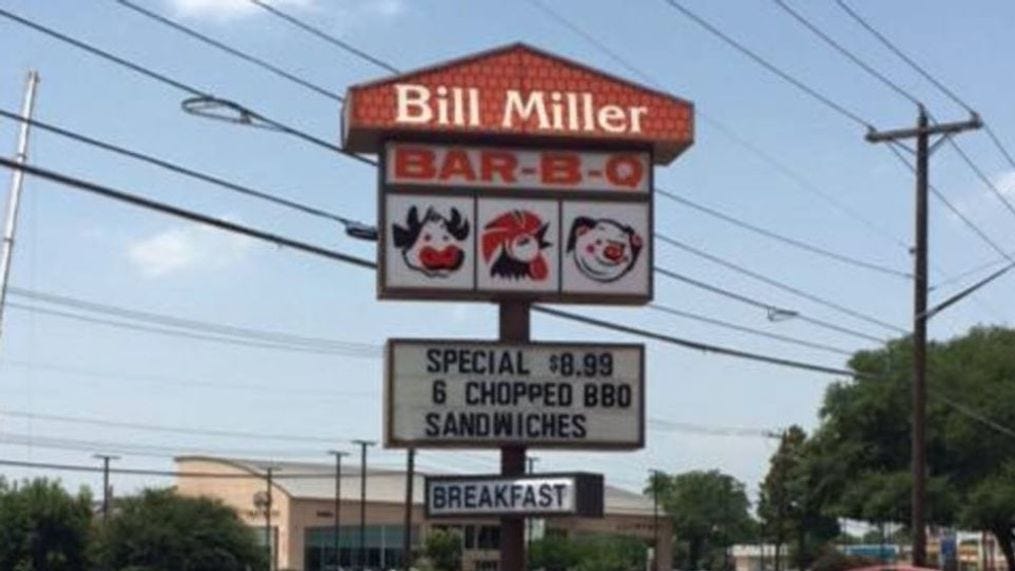 Bill Miller
BAR-B-Q
SPECIAL $8.99
6 CHOPPED BBQ
SANDWICHES
BREAKFAST